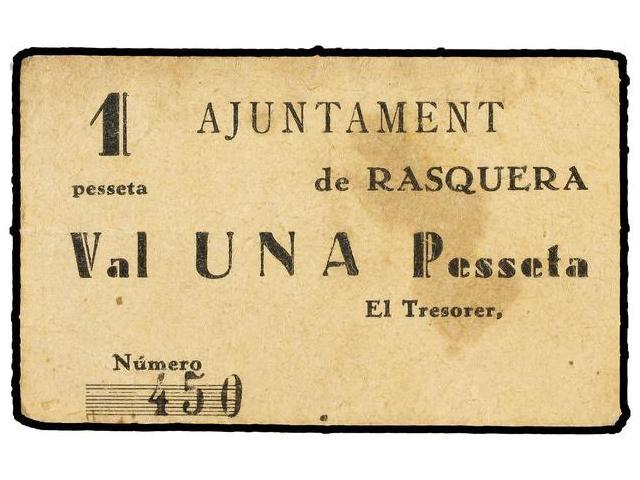 1 AJUNTAMENT
pesseta de RASQUERA
Val UNA Pesseta
El Tresorer,
Número
450